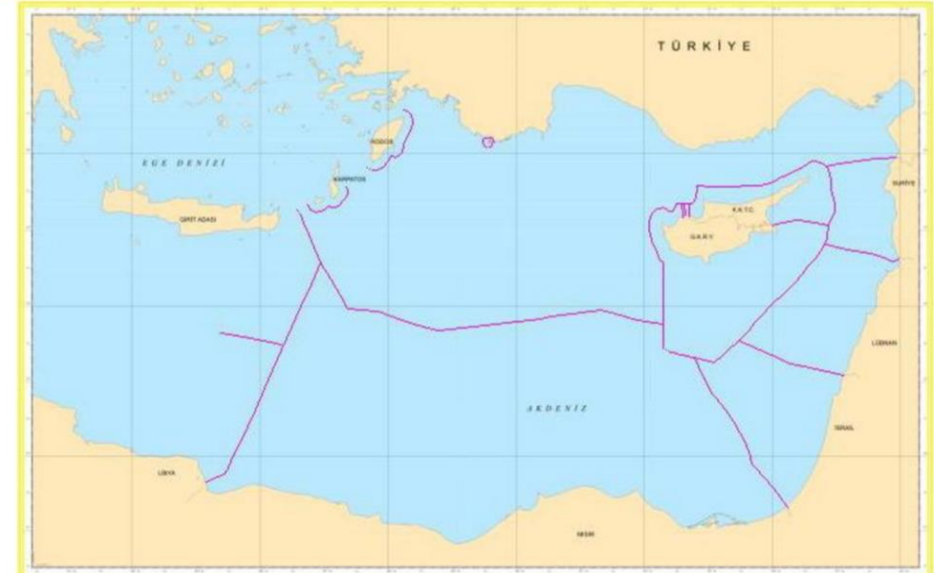 TÜRKİYE
RODOS
EGE DENİZİ
KARPATOS
SURİYE
GİRİT ADASI
K.K.T.C.
G.K.R.Y.
LÜBNAN
AKDENİZ
İSRAİL
LİBYA
MISIR